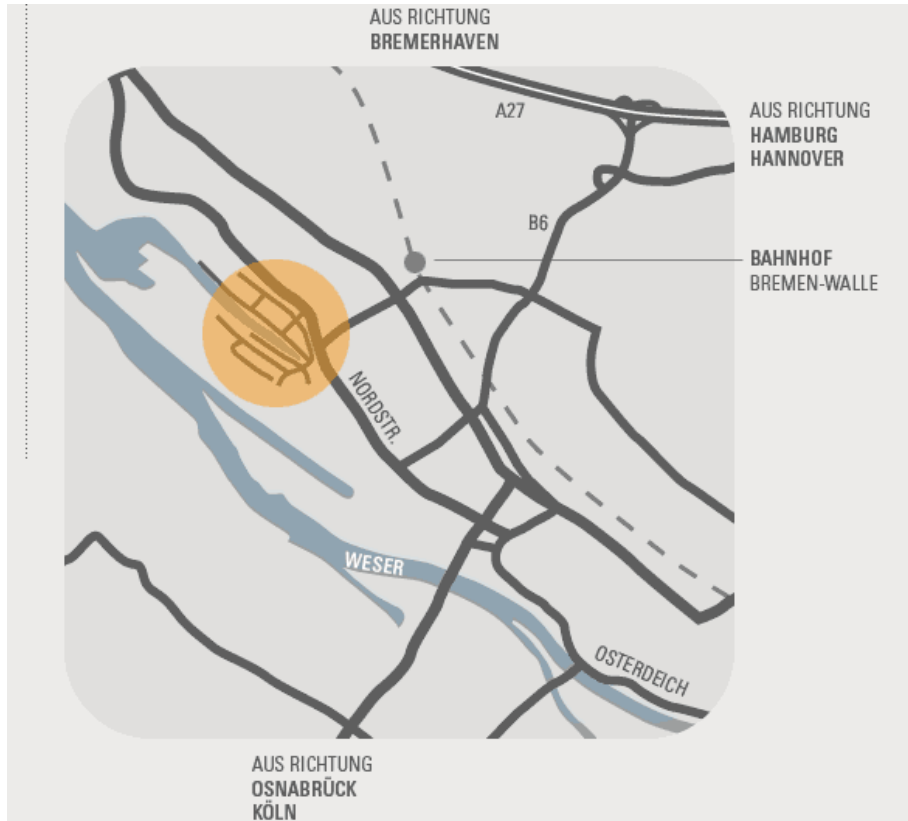 AUS RICHTUNG
BREMERHAVEN
A27
AUS RICHTUNG
HAMBURG
HANNOVER
B6
BAHNHOF
BREMEN-WALLE
NORDSTR.
WESER
OSTERDEICH
AUS RICHTUNG
OSNABRÜCK
KÖLN